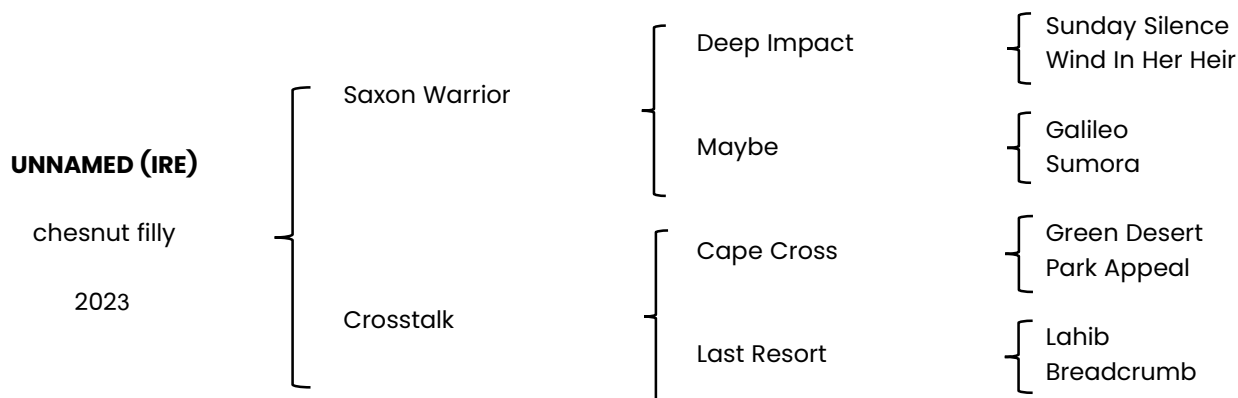 UNNAMED (IRE)
chesnut filly
2023
Saxon Warrior
Crosstalk
Deep Impact
Maybe
Cape Cross
Last Resort
Sunday Silence
Wind In Her Heir
Galileo
Sumora
Green Desert
Park Appeal
Lahib
Breadcrumb